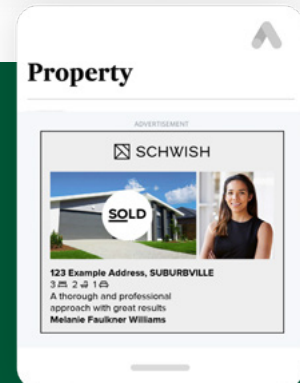 Property
ADVERTISEMENT
SCHWISH
SOLD
123 Example Address, SUBURBVILLE
3 2 1
A thorough and professional
approach with great results
Melanie Faulkner Williams